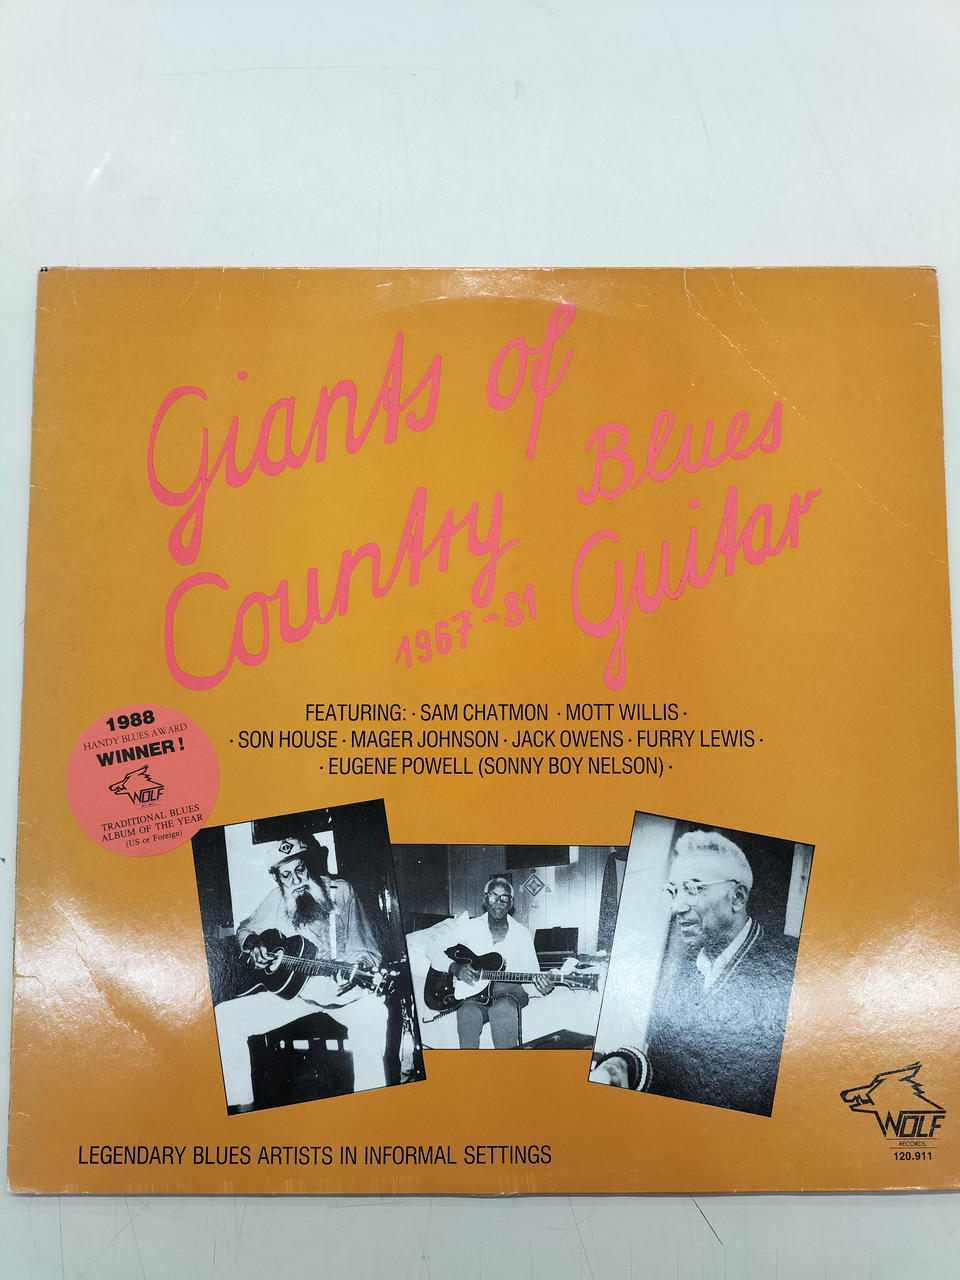 Giants of
Country Blues
1967-81 Guitar
FEATURING: · SAM CHATMON · MOTT WILLIS ·
· SON HOUSE · MAGER JOHNSON · JACK OWENS · FURRY LEWIS ·
· EUGENE POWELL (SONNY BOY NELSON) ·
1988
HANDY BLUES AWARD
WINNER!
WOLF
TRADITIONAL BLUES
ALBUM OF THE YEAR
(US or Foreign)
LEGENDARY BLUES ARTISTS IN INFORMAL SETTINGS
WOLF
RECORDS
120.911